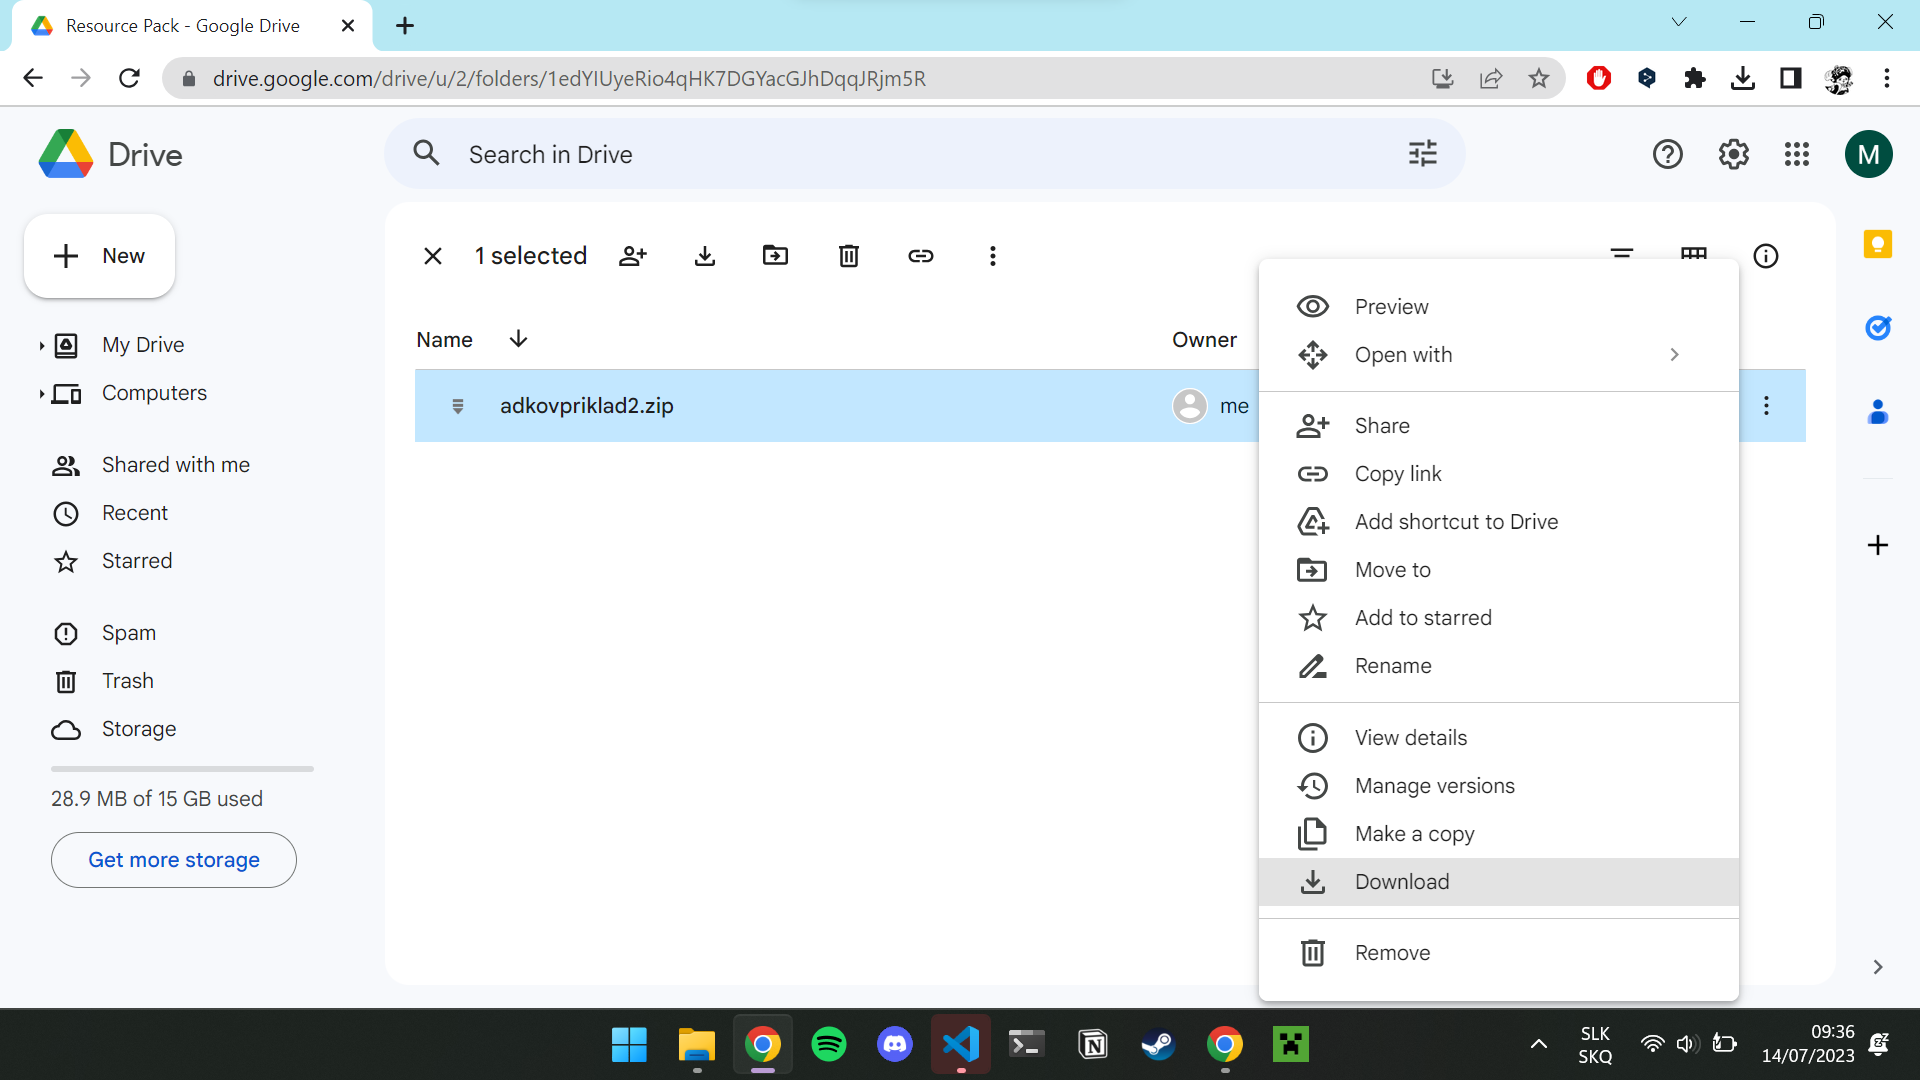 Resource Pack - Google Drive
drive.google.com/drive/u/2/folders/1edYIUyeRio4qHK7DGYacGJhDqqJRjm5R
Drive
Search in Drive
M
New
My Drive
Computers
Shared with me
Recent
Starred
Spam
Trash
Storage
28.9 MB of 15 GB used
Get more storage
1 selected
Name
Owner
adkovpriklad2.zip
me
Preview
Open with
Share
Copy link
Add shortcut to Drive
Move to
Add to starred
Rename
View details
Manage versions
Make a copy
Download
Remove
SLK
SKQ
09:36
14/07/2023